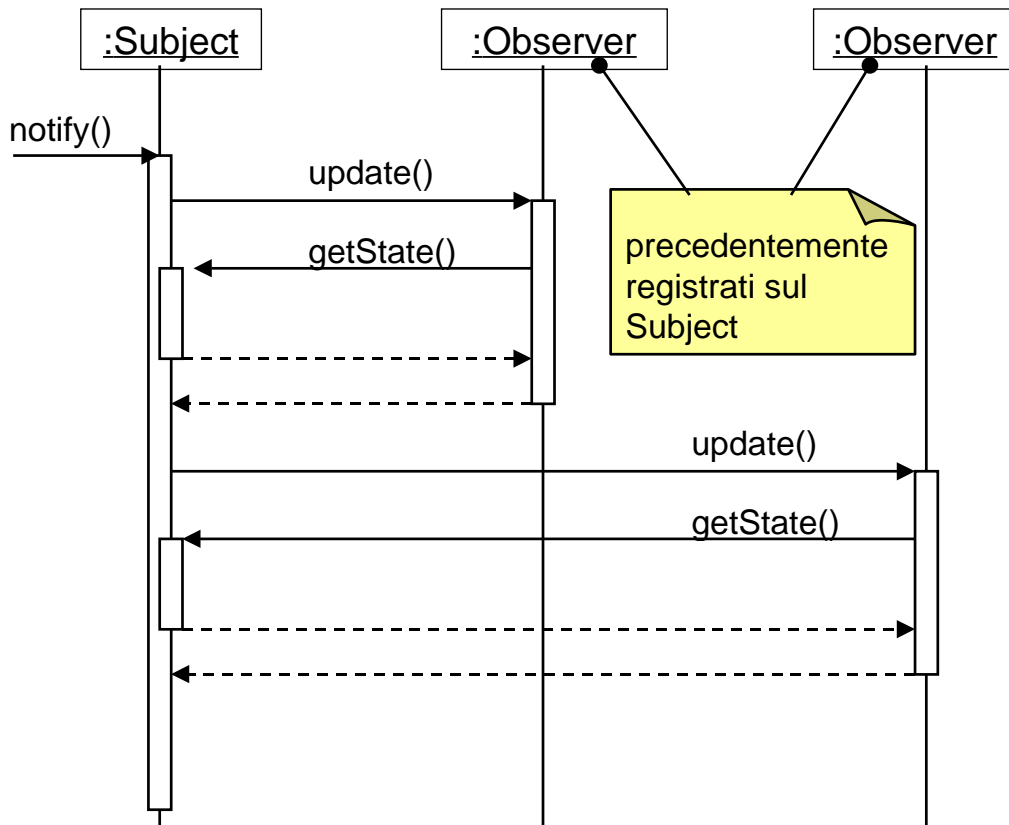 :Subject
:Observer
:Observer
notify()
update()
getState()
precedentemente
registrati sul
Subject
update()
getState()